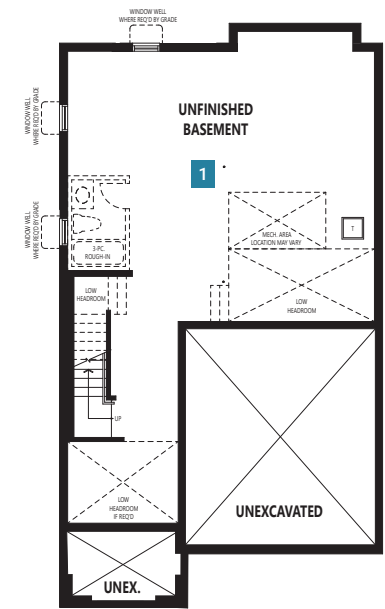 WINDOW WELL
WHERE REQ'D BY GRADE
WINDOW WELL
WHERE REQ'D BY GRADE
UNFINISHED
BASEMENT
1
WINDOW WELL
WHERE REQ'D BY GRADE
3-PC.
ROUGH-IN
MECH. AREA
LOCATION MAY VARY
T
LOW
HEADROOM
LOW
HEADROOM
UP
LOW
HEADROOM
IF REQ'D
UNEXCAVATED
UNEX.